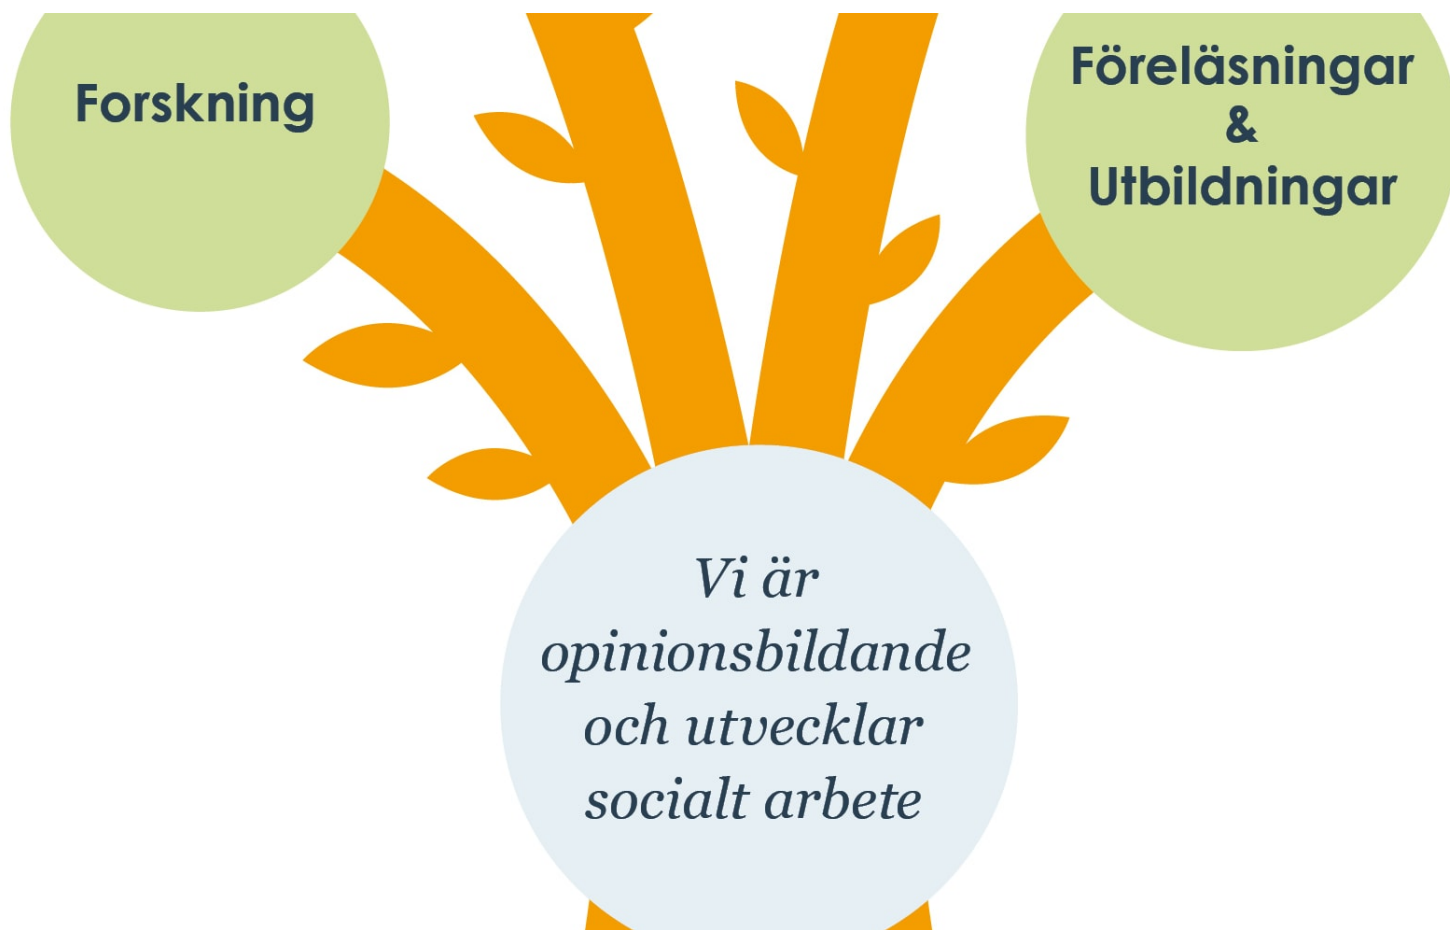 Forskning
Föreläsningar
&
Utbildningar
Vi är
opinionsbildande
och utvecklar
socialt arbete